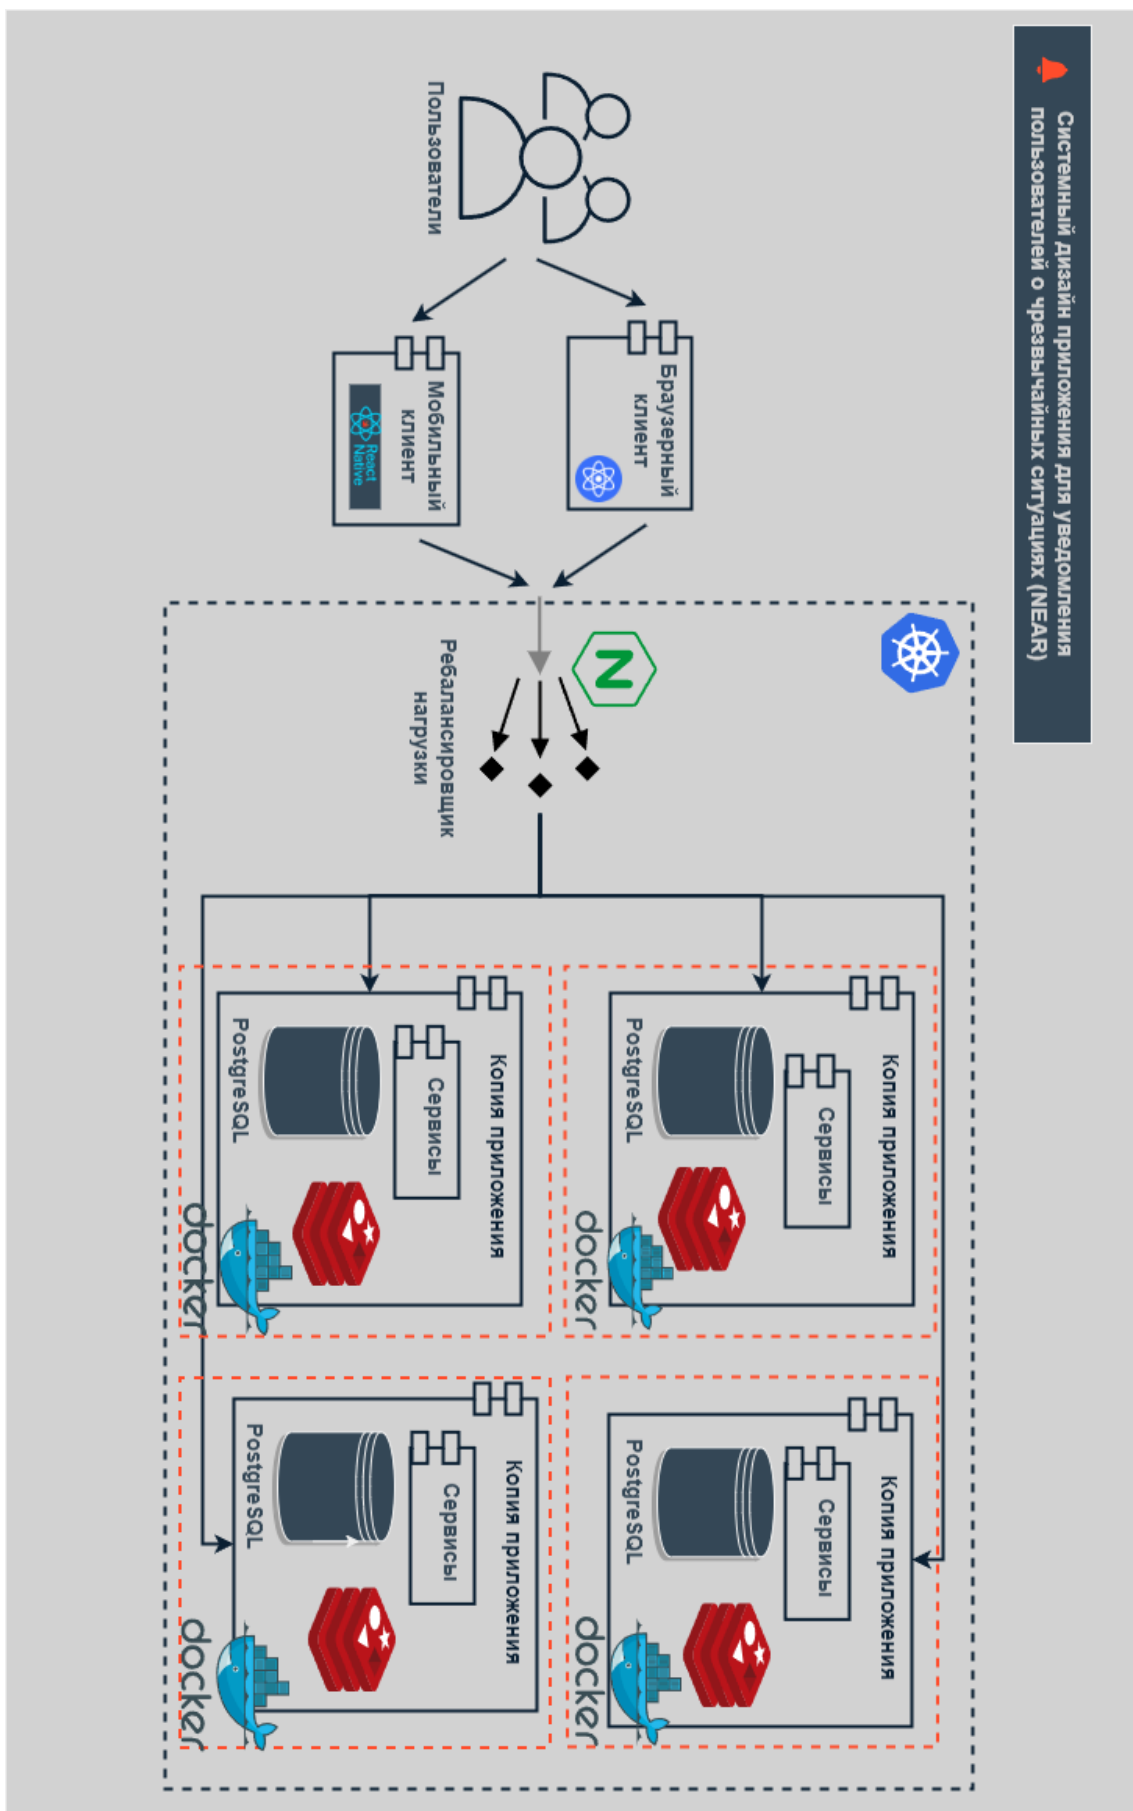 Системный дизайн приложения для уведомления
пользователей о чрезвычайных ситуациях (NEAR)
Пользователи
Браузерный
клиент
Мобильный
клиент
React
Native
N
Ребалансировщик
нагрузки
Копия приложения
Сервисы
PostgreSQL
docker
Копия приложения
Сервисы
PostgreSQL
docker
Копия приложения
Сервисы
PostgreSQL
docker
Копия приложения
Сервисы
PostgreSQL
docker